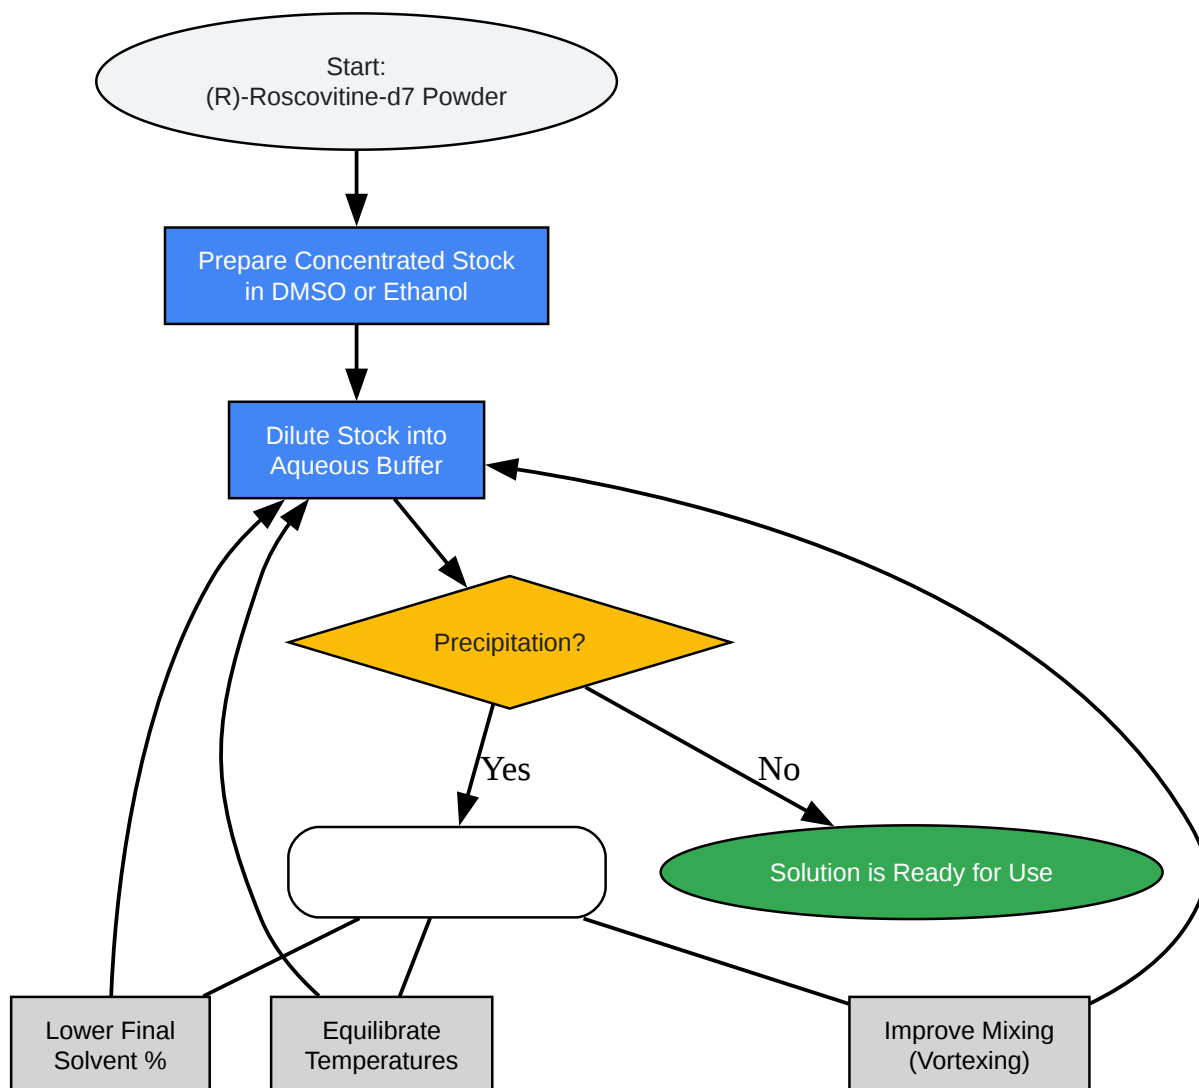 Start:
(R)-Roscovitine-d7 Powder
Prepare Concentrated Stock
in DMSO or Ethanol
Dilute Stock into
Aqueous Buffer
Precipitation?
Yes
No
Solution is Ready for Use
Lower Final
Solvent %
Equilibrate
Temperatures
Improve Mixing
(Vortexing)